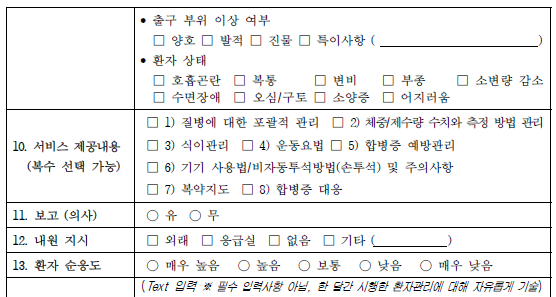 • 출구 부위 이상 여부
□ 양호 □ 발적 □ 진물 □ 특이사항 ( )
• 환자 상태
□ 호흡곤란 □ 복통 □ 변비 □ 부종 □ 소변량 감소
□ 수면장애 □ 오심/구토 □ 소양증 □ 어지러움
10. 서비스 제공내용
(복수 선택 가능)
□ 1) 질병에 대한 포괄적 관리 □ 2) 체중/제수량 수치와 측정 방법 관리
□ 3) 식이관리 □ 4) 운동요법 □ 5) 합병증 예방관리
□ 6) 기기 사용법/비자동투석방법(손투석) 및 주의사항
□ 7) 복약지도 □ 8) 합병증 대응
11. 보고 (의사) ○ 유 ○ 무
12. 내원 지시 □ 외래 □ 응급실 □ 없음 □ 기타 ( )
13. 환자 순응도 ○ 매우 높음 ○ 높음 ○ 보통 ○ 낮음 ○ 매우 낮음
(Text 입력 ※ 필수 입력사항 아님, 한 달간 시행한 환자관리에 대해 자유롭게 기술)